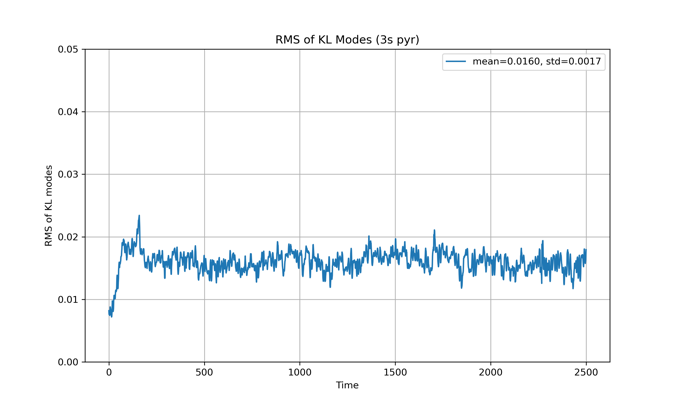 RMS of KL Modes (3s pyr)
mean=0.0160, std=0.0017
RMS of KL modes
0.05
0.04
0.03
0.02
0.01
0.00
0 500 1000 1500 2000 2500
Time